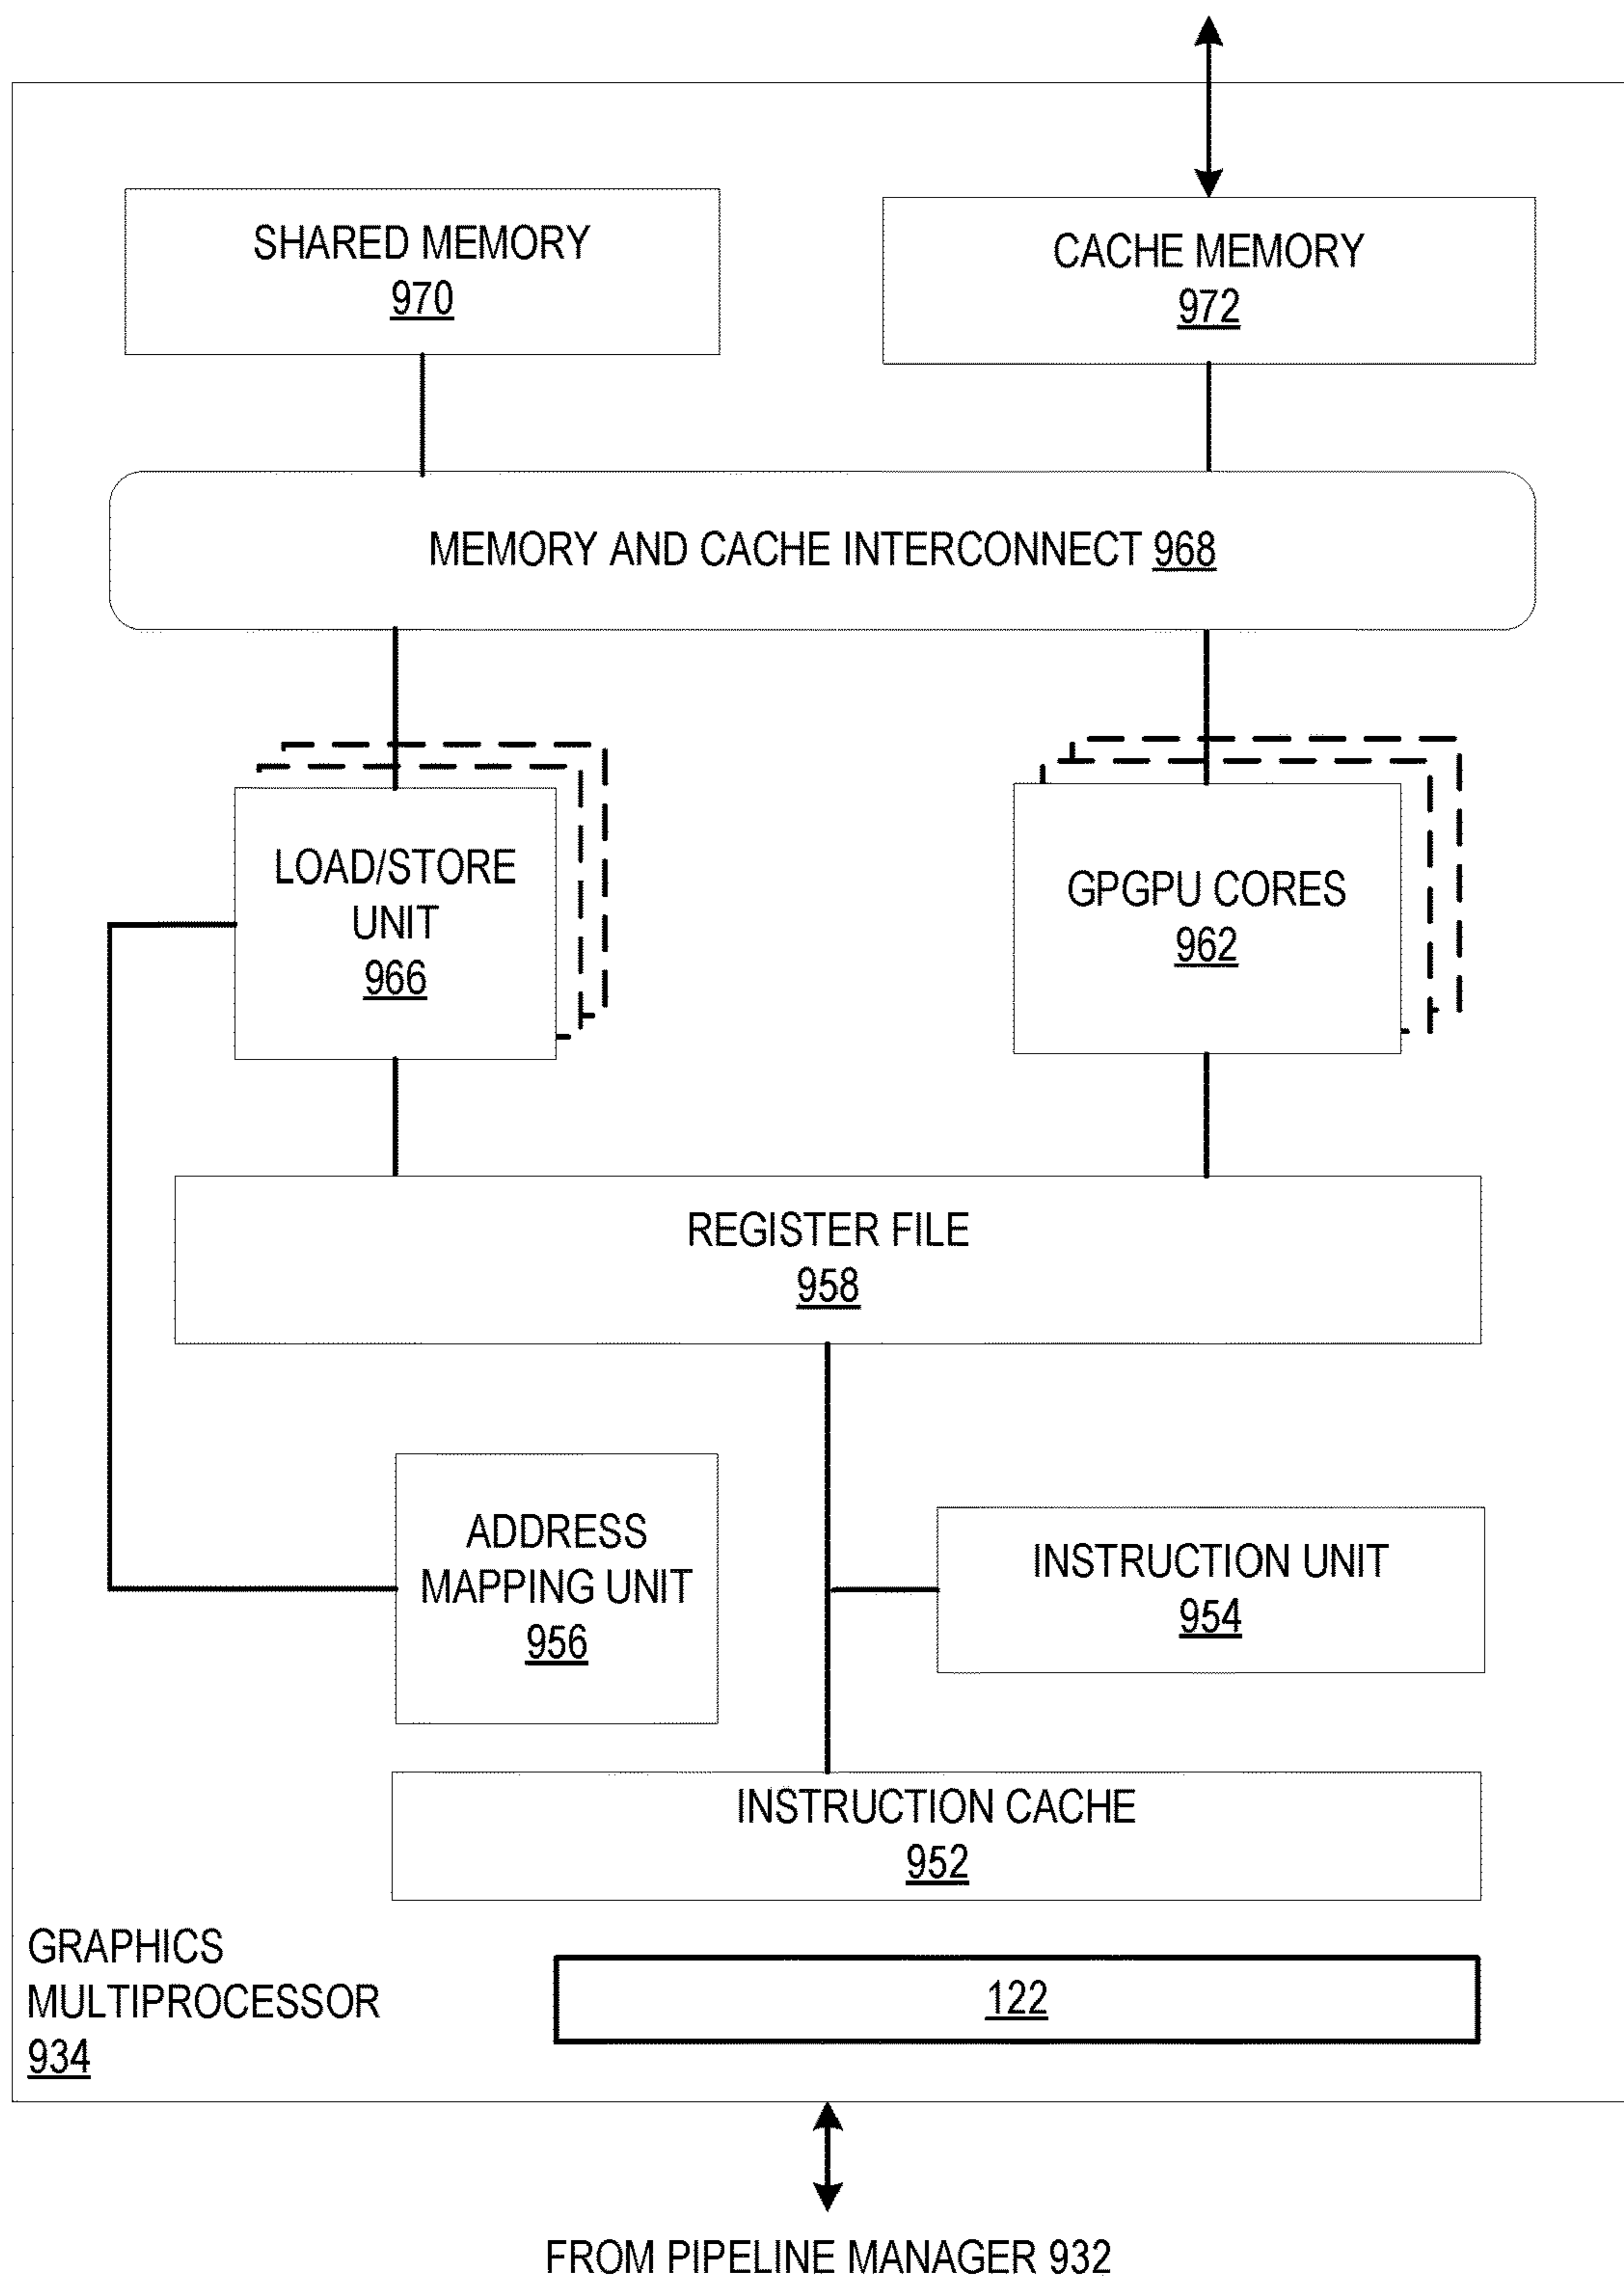 SHARED MEMORY
970
CACHE MEMORY
972
MEMORY AND CACHE INTERCONNECT 968
LOAD/STORE
UNIT
966
GPGPU CORES
962
REGISTER FILE
958
ADDRESS
MAPPING UNIT
956
INSTRUCTION UNIT
954
INSTRUCTION CACHE
952
GRAPHICS
MULTIPROCESSOR
934
122
FROM PIPELINE MANAGER 932